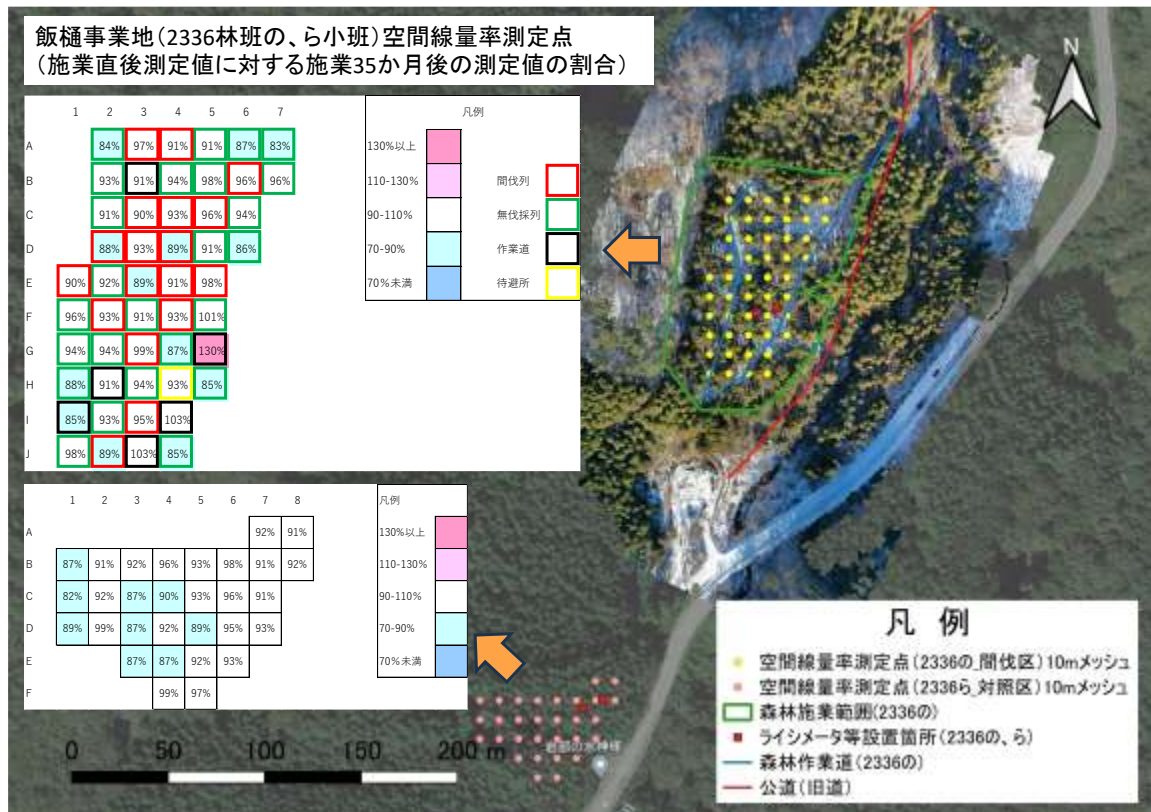 飯樋事業地(2336林班の、ら小班)空間線量率測定点
(施業直後測定値に対する施業35か月後の測定値の割合)
N
1 2 3 4 5 6 7
A 84% 97% 91% 91% 87% 83%
B 93% 91% 94% 98% 96% 96%
C 91% 90% 93% 96% 94%
D 88% 93% 89% 91% 86%
E 90% 92% 89% 91% 98%
F 96% 93% 91% 93% 101%
G 94% 94% 99% 87% 130%
H 88% 91% 94% 93% 85%
I 85% 93% 95% 103%
J 98% 89% 103% 85%
凡例
130%以上
110-130% 間伐列
90-110% 無伐採列
70-90% 作業道
70%未満 待避所
1 2 3 4 5 6 7 8
A 92% 91%
B 87% 91% 92% 96% 93% 98% 91% 92%
C 82% 92% 87% 90% 93% 96% 91%
D 89% 99% 87% 92% 89% 95% 93%
E 87% 87% 92% 93%
F 99% 97%
凡例
130%以上
110-130%
90-110%
70-90%
70%未満
0 50 100 150 200 m
凡 例
空間線量率測定点(2336の_間伐区)10mメッシュ
空間線量率測定点(2336ら_対照区)10mメッシュ
森林施業範囲(2336の)
ライシメータ等設置箇所(2336の、ら)
森林作業道(2336の)
公道(旧道)